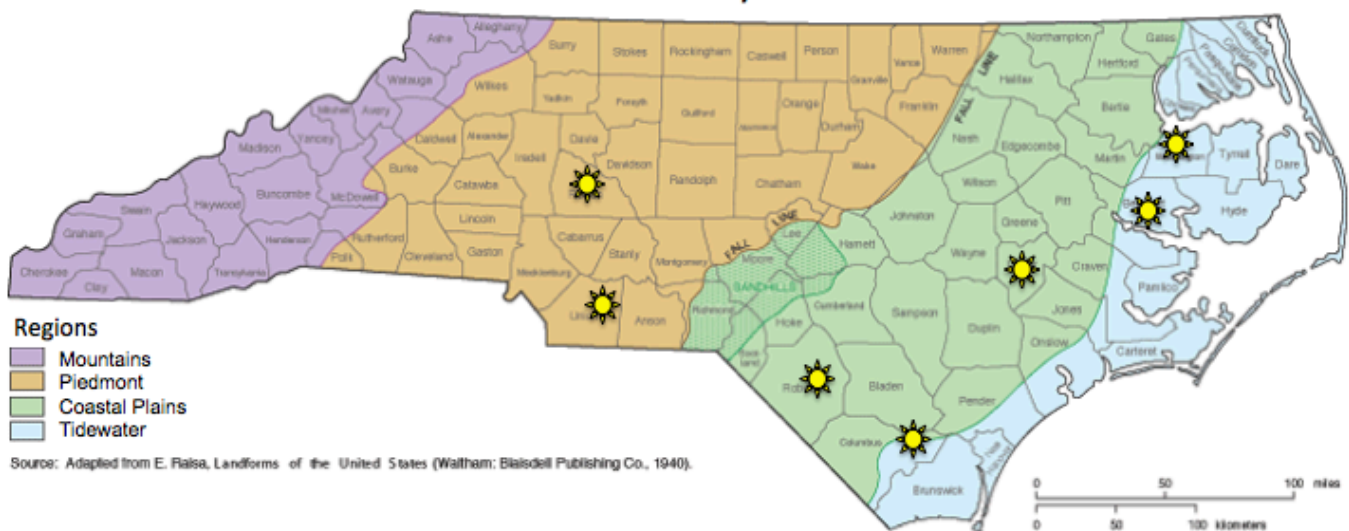 Ashe
Alleghany
Surry
Stokes
Rockingham
Caswell
Person
Vance
Warren
Granville
Northampton
Gates
Currituck
Camden
Hertford
Halifax
Watauga
Wilkes
Yadkin
Forsyth
Guilford
Orange
Durham
Franklin
FALL LINE
Bertie
Mitchell
Avery
Yancey
Madison
Caldwell
Alexander
Iredell
Davie
Davidson
Wake
Nash
Edgecombe
Martin
Tyrrell
Dare
Burke
McDowell
Buncombe
Haywood
Swain
Graham
Catawba
Randolph
Chatham
Wilson
Pitt
Greene
Hyde
Lincoln
Rutherford
Polk
Cleveland
Gaston
Henderson
Jackson
Transylvania
Macon
Cherokee
Clay
Cabarrus
Stanly
Mecklenburg
Montgomery
FALL LINE
Lee
Moore
Harnett
Johnston
Wayne
Craven
Pamlico
SANDHILLS
Richmond
Anson
Hoke
Cumberland
Sampson
Duplin
Jones
Onslow
Carteret
Bladen
Pender
Columbus
Brunswick
Regions
Mountains
Piedmont
Coastal Plains
Tidewater
Source: Adapted from E. Raisa, Landforms of the United States (Waltham: Blaisdell Publishing Co., 1940).
0 50 100 miles
0 50 100 kilometers